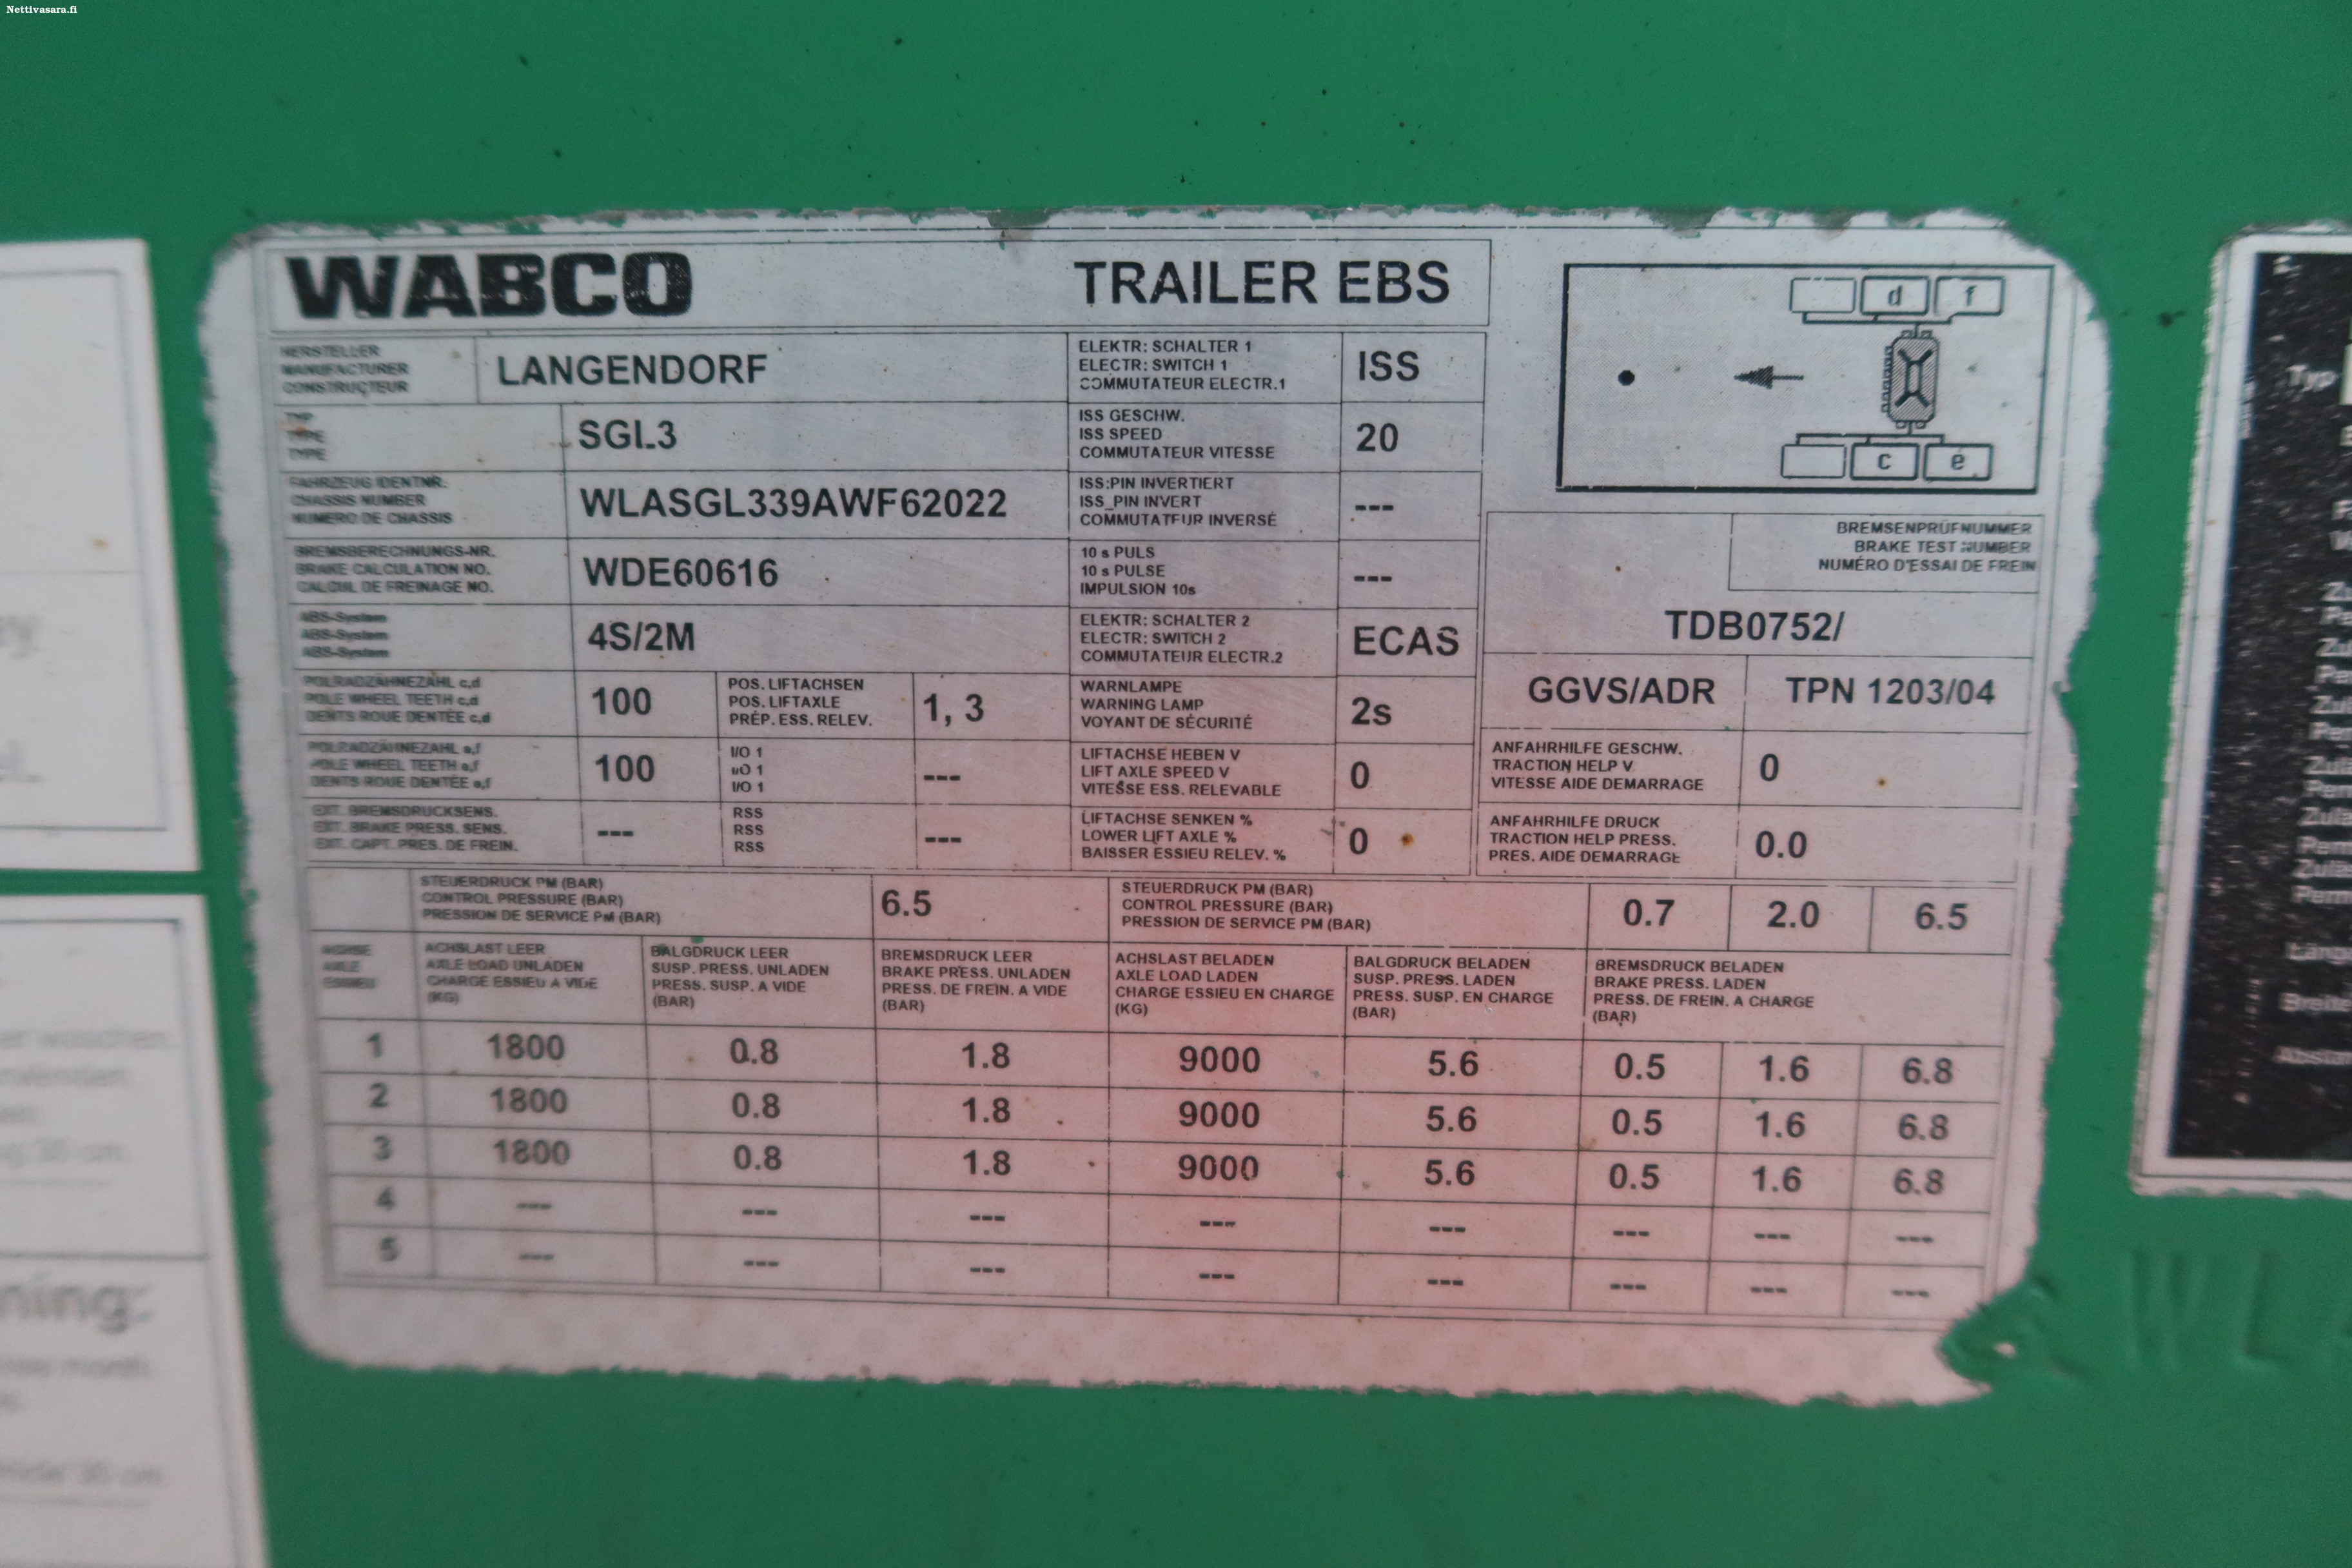 Nettivasara.fi
WABCO TRAILER EBS
d f
c e
HERSTELLER
MANUFACTURER
CONSTRUCTEUR
LANGENDORF
ELEKTR: SCHALTER 1
ELECTR: SWITCH 1
COMMUTATEUR ELECTR.1
ISS
TYP
TYPE
TYPE
SGL3
ISS GESCHW.
ISS SPEED
COMMUTATEUR VITESSE
20
FAHRZEUG IDENTNR.
CHASSIS NUMBER
NUMERO DE CHASSIS
WLASGL339AWF62022
ISS:PIN INVERTIERT
ISS_PIN INVERT
COMMUTATEUR INVERSÉ
---
BREMSENPRÜFNUMMER
BRAKE TEST NUMBER
NUMÉRO D'ESSAI DE FREIN
TDB0752/
BREMSBERECHNUNGS-NR.
BRAKE CALCULATION NO.
CALCUL DE FREINAGE NO.
WDE60616
10 s PULS
10 s PULSE
IMPULSION 10s
---
ABS-System
ABS-System
ABS-System
4S/2M
ELEKTR: SCHALTER 2
ELECTR: SWITCH 2
COMMUTATEUR ELECTR.2
ECAS
GGVS/ADR TPN 1203/04
POLRADZÄHNEZAHL c,d
POLE WHEEL TEETH c,d
DENTS ROUE DENTÉE c,d
100
POS. LIFTACHSEN
POS. LIFTAXLE
PRÉP. ESS. RELEV.
1, 3
WARNLAMPE
WARNING LAMP
VOYANT DE SÉCURITÉ
2s
POLRADZÄHNEZAHL e,f
POLE WHEEL TEETH e,f
DENTS ROUE DENTÉE e,f
100
I/O 1
I/O 1
I/O 1
---
LIFTACHSE HEBEN V
LIFT AXLE SPEED V
VITESSE ESS. RELEVABLE
0
ANFAHRHILFE GESCHW.
TRACTION HELP V
VITESSE AIDE DEMARRAGE
0
EXT. BREMSDRUCKSENS.
EXT. BRAKE PRESS. SENS.
EXT. CAPT. PRES. DE FREIN.
---
RSS
RSS
RSS
---
LIFTACHSE SENKEN %
LOWER LIFT AXLE %
BAISSER ESSIEU RELEV. %
0
ANFAHRHILFE DRUCK
TRACTION HELP PRESS.
PRES. AIDE DEMARRAGE
0.0
STEUERDRUCK PM (BAR)
CONTROL PRESSURE (BAR)
PRESSION DE SERVICE PM (BAR)
6.5
STEUERDRUCK PM (BAR)
CONTROL PRESSURE (BAR)
PRESSION DE SERVICE PM (BAR)
0.7 2.0 6.5
ACHSE
AXLE
ESSIEU
ACHSLAST LEER
AXLE LOAD UNLADEN
CHARGE ESSIEU A VIDE
(KG)
BALGDRUCK LEER
SUSP. PRESS. UNLADEN
PRESS. SUSP. A VIDE
(BAR)
BREMSDRUCK LEER
BRAKE PRESS. UNLADEN
PRESS. DE FREIN. A VIDE
(BAR)
ACHSLAST BELADEN
AXLE LOAD LADEN
CHARGE ESSIEU EN CHARGE
(KG)
BALGDRUCK BELADEN
SUSP. PRESS. LADEN
PRESS. SUSP. EN CHARGE
(BAR)
BREMSDRUCK BELADEN
BRAKE PRESS. LADEN
PRESS. DE FREIN. A CHARGE
(BAR)
1 1800 0.8 1.8 9000 5.6 0.5 1.6 6.8
2 1800 0.8 1.8 9000 5.6 0.5 1.6 6.8
3 1800 0.8 1.8 9000 5.6 0.5 1.6 6.8
4 --- --- --- --- --- --- --- ---
5 --- --- --- --- --- --- --- ---
Typ
30 cm.
WL